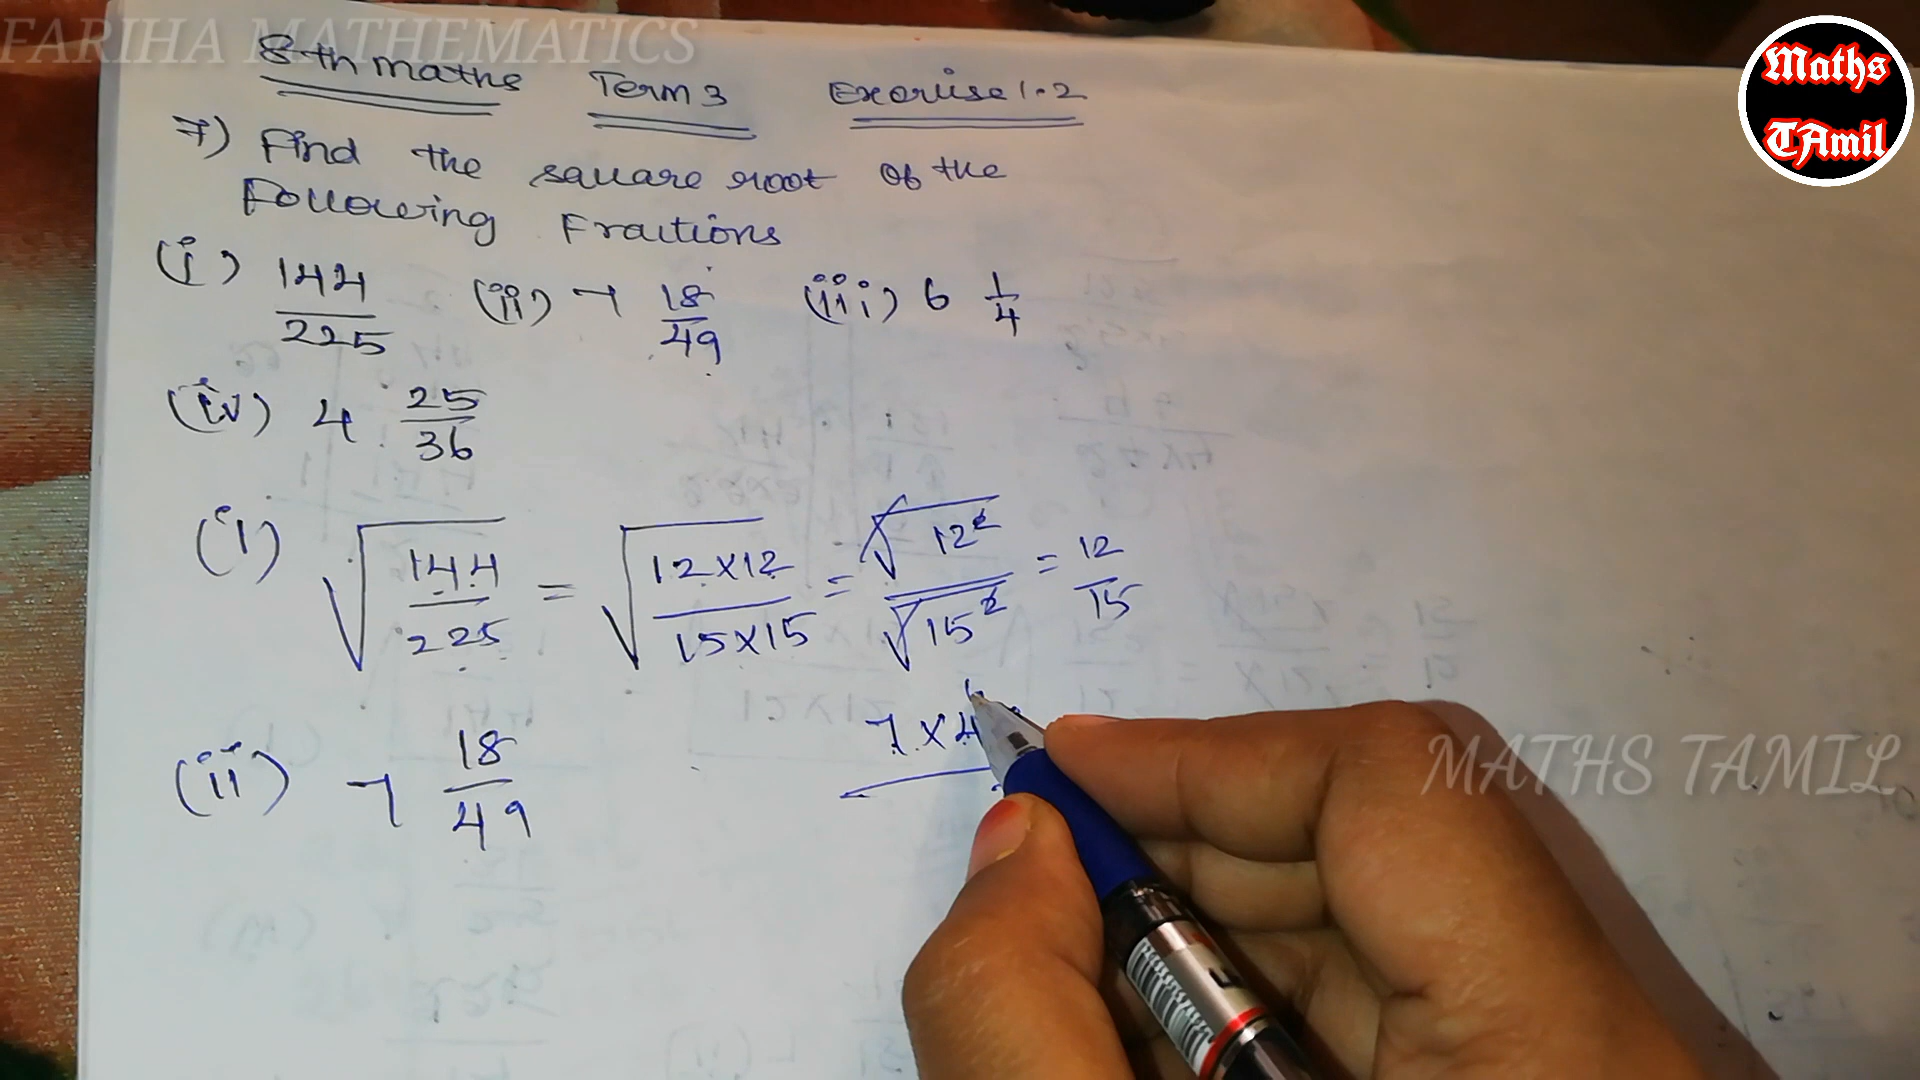 FARIHA MATHEMATICS
Maths
TAmil
8th maths Term 3 Exercise 1.2
7) Find the square root of the
Following Fractions
(i) 144/225 (ii) 7 18/49 (iii) 6 1/4
(iv) 4 25/36
(i) √(144/225) = √(12×12/15×15) = √12²/√15² = 12/15
(ii) 7 18/49
7×4
MATHS TAMIL